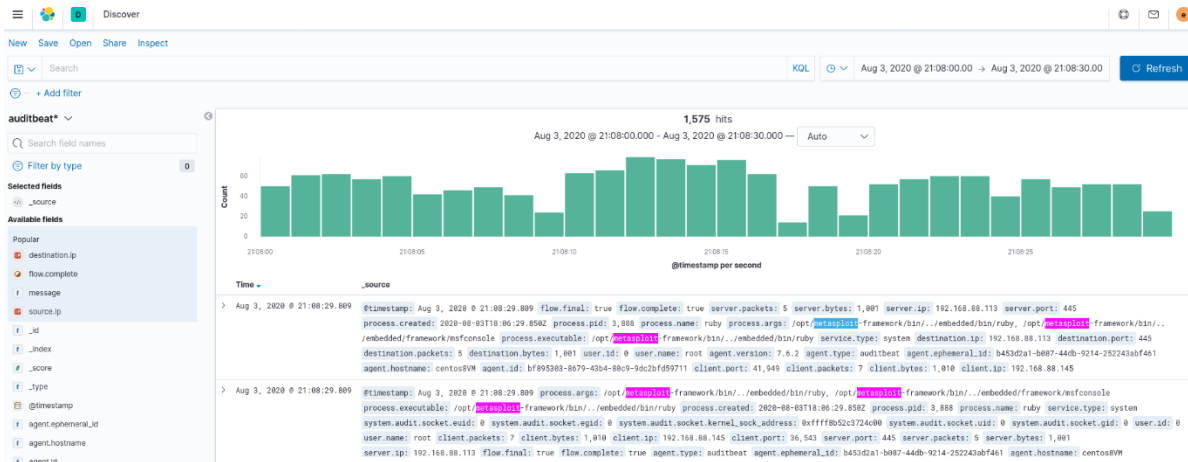 D Discover
e
New Save Open Share Inspect
Search KQL Aug 3, 2020 @ 21:08:00.00 → Aug 3, 2020 @ 21:08:30.00 Refresh
+ Add filter
auditbeat*
Search field names
Filter by type 0
Selected fields
_source
Available fields
Popular
destination.ip
flow.complete
t message
source.ip
t _id
t _index
# _score
t _type
@timestamp
t agent.ephemeral_id
t agent.hostname
t agent.id
1,575 hits
Aug 3, 2020 @ 21:08:00.000 - Aug 3, 2020 @ 21:08:30.000 — Auto
Count
60
40
20
0
21:08:00 21:08:05 21:08:10 21:08:15 21:08:20 21:08:25
@timestamp per second
Time _source
Aug 3, 2020 @ 21:08:29.809 @timestamp: Aug 3, 2020 @ 21:08:29.809 flow.final: true flow.complete: true server.packets: 5 server.bytes: 1,001 server.ip: 192.168.88.113 server.port: 445
process.created: 2020-08-03T18:06:29.850Z process.pid: 3,888 process.name: ruby process.args: /opt/metasploit-framework/bin/../embedded/bin/ruby, /opt/metasploit-framework/bin/..
/embedded/framework/msfconsole process.executable: /opt/metasploit-framework/bin/../embedded/bin/ruby service.type: system destination.ip: 192.168.88.113 destination.port: 445
destination.packets: 5 destination.bytes: 1,001 user.id: 0 user.name: root agent.version: 7.6.2 agent.type: auditbeat agent.ephemeral_id: b453d2a1-b087-44db-9214-252243abf461
agent.hostname: centos8VM agent.id: bf895303-8679-43b4-80c9-9dc2bfd59711 client.port: 41,949 client.packets: 7 client.bytes: 1,010 client.ip: 192.168.88.145
Aug 3, 2020 @ 21:08:29.809 @timestamp: Aug 3, 2020 @ 21:08:29.809 process.args: /opt/metasploit-framework/bin/../embedded/bin/ruby, /opt/metasploit-framework/bin/../embedded/framework/msfconsole
process.executable: /opt/metasploit-framework/bin/../embedded/bin/ruby process.created: 2020-08-03T18:06:29.850Z process.pid: 3,888 process.name: ruby service.type: system
system.audit.socket.euid: 0 system.audit.socket.egid: 0 system.audit.socket.kernel_sock_address: 0xffff8b52c3724c00 system.audit.socket.uid: 0 system.audit.socket.gid: 0 user.id: 0
user.name: root client.packets: 7 client.bytes: 1,010 client.ip: 192.168.88.145 client.port: 36,543 server.port: 445 server.packets: 5 server.bytes: 1,001
server.ip: 192.168.88.113 flow.final: true flow.complete: true agent.type: auditbeat agent.ephemeral_id: b453d2a1-b087-44db-9214-252243abf461 agent.hostname: centos8VM